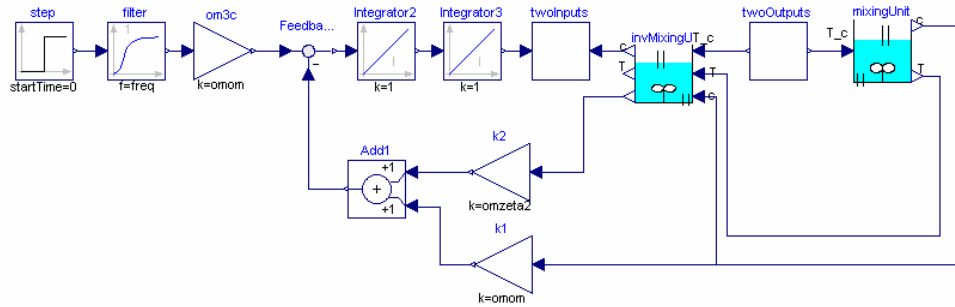 step
filter
om3c
Feedba...
Integrator2
Integrator3
twoInputs
invMixingUT_c
twoOutputs
mixingUnit
startTime=0
f=freq
k=omom
k=1
k=1
c
T
T_c
T
c
T_c
c
T
Add1
+1
+
+1
k2
k=omzeta2
k1
k=omom